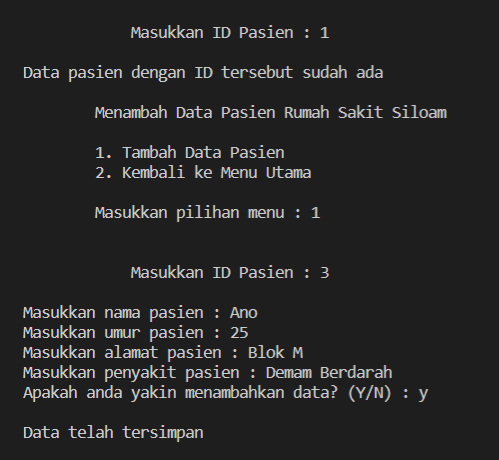 Masukkan ID Pasien : 1
Data pasien dengan ID tersebut sudah ada
Menambah Data Pasien Rumah Sakit Siloam
1. Tambah Data Pasien
2. Kembali ke Menu Utama
Masukkan pilihan menu : 1
Masukkan ID Pasien : 3
Masukkan nama pasien : Ano
Masukkan umur pasien : 25
Masukkan alamat pasien : Blok M
Masukkan penyakit pasien : Demam Berdarah
Apakah anda yakin menambahkan data? (Y/N) : y
Data telah tersimpan